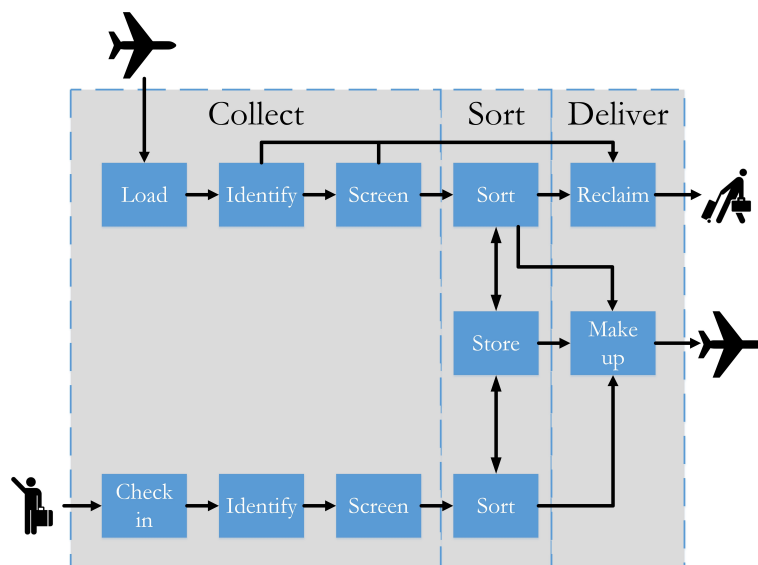 Collect
Sort
Deliver
Load
Identify
Screen
Sort
Reclaim
Store
Make
up
Check
in
Identify
Screen
Sort